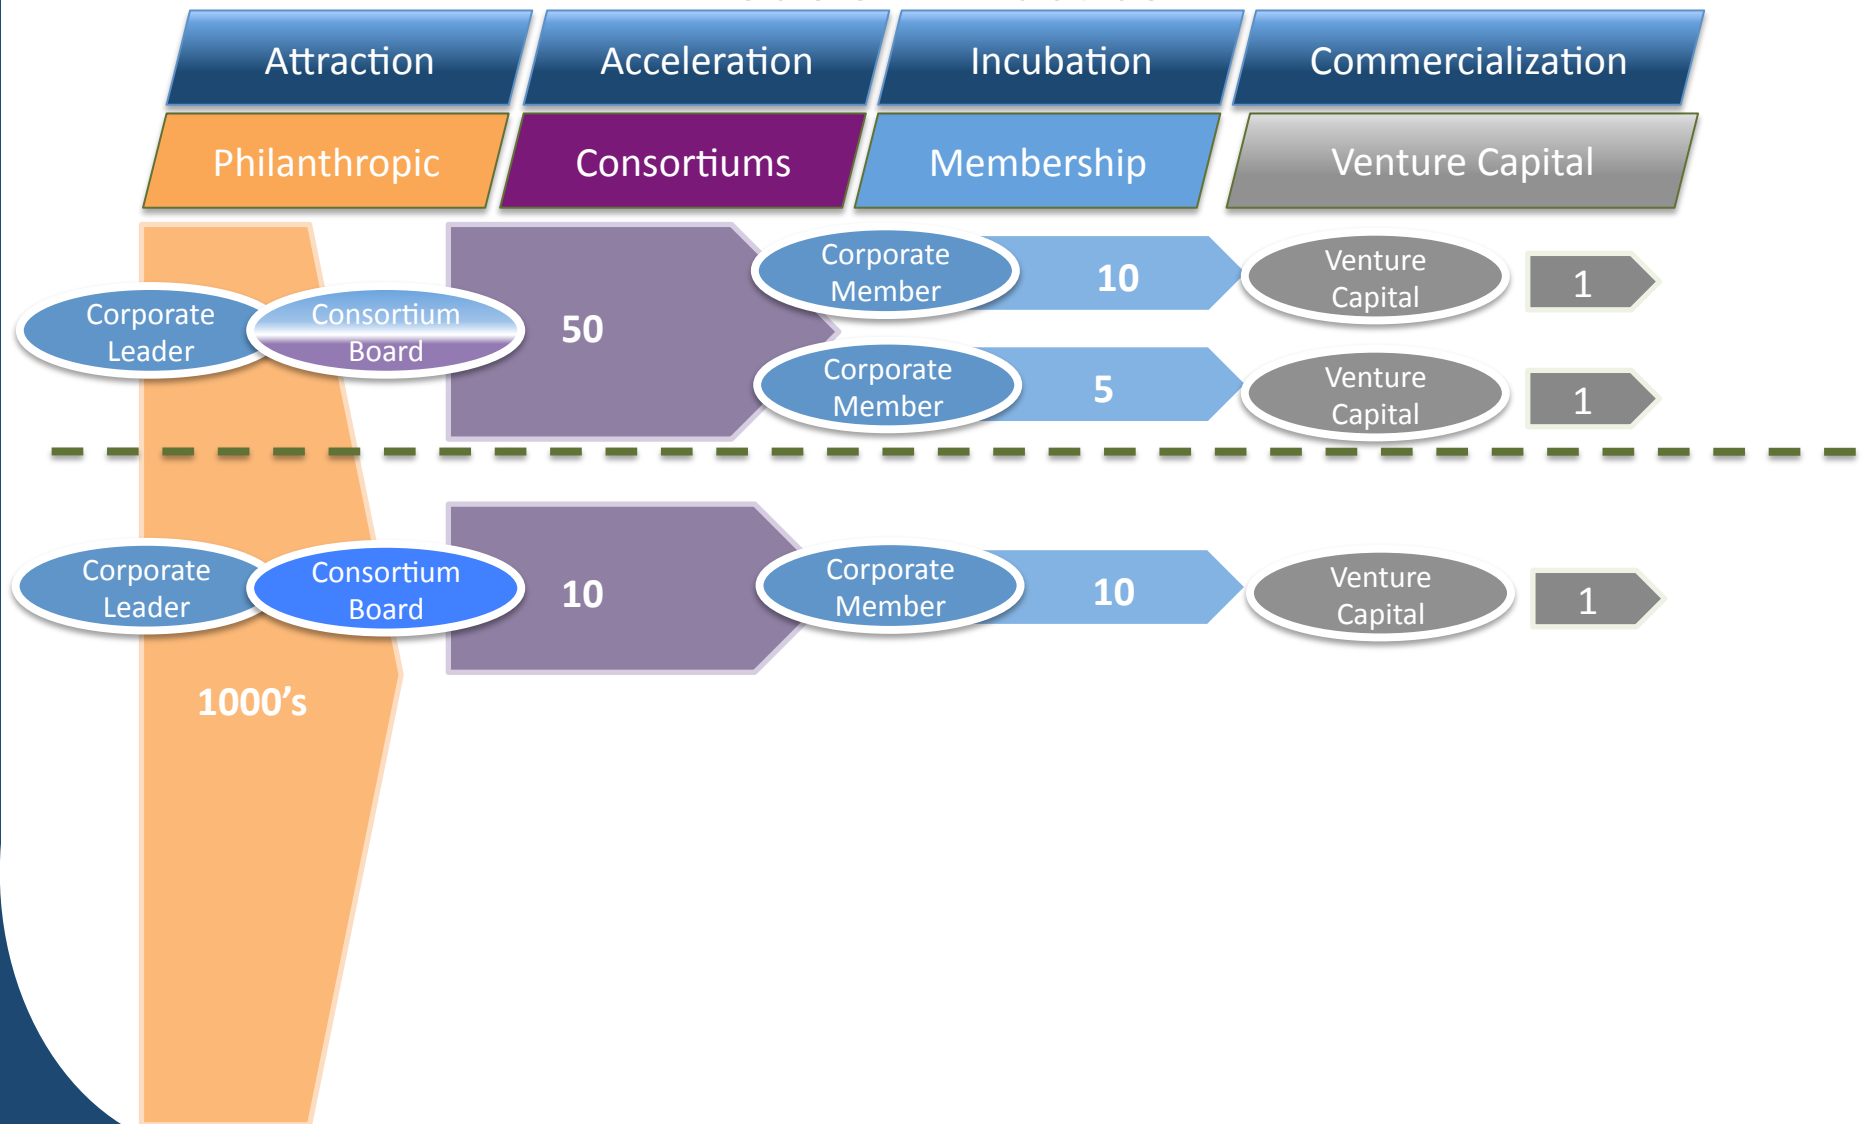 Attraction
Acceleration
Incubation
Commercialization
Philanthropic
Consortiums
Membership
Venture Capital
Corporate
Leader
Consortium
Board
50
Corporate
Member
10
Venture
Capital
1
Corporate
Member
5
Venture
Capital
1
Corporate
Leader
Consortium
Board
10
Corporate
Member
10
Venture
Capital
1
1000’s